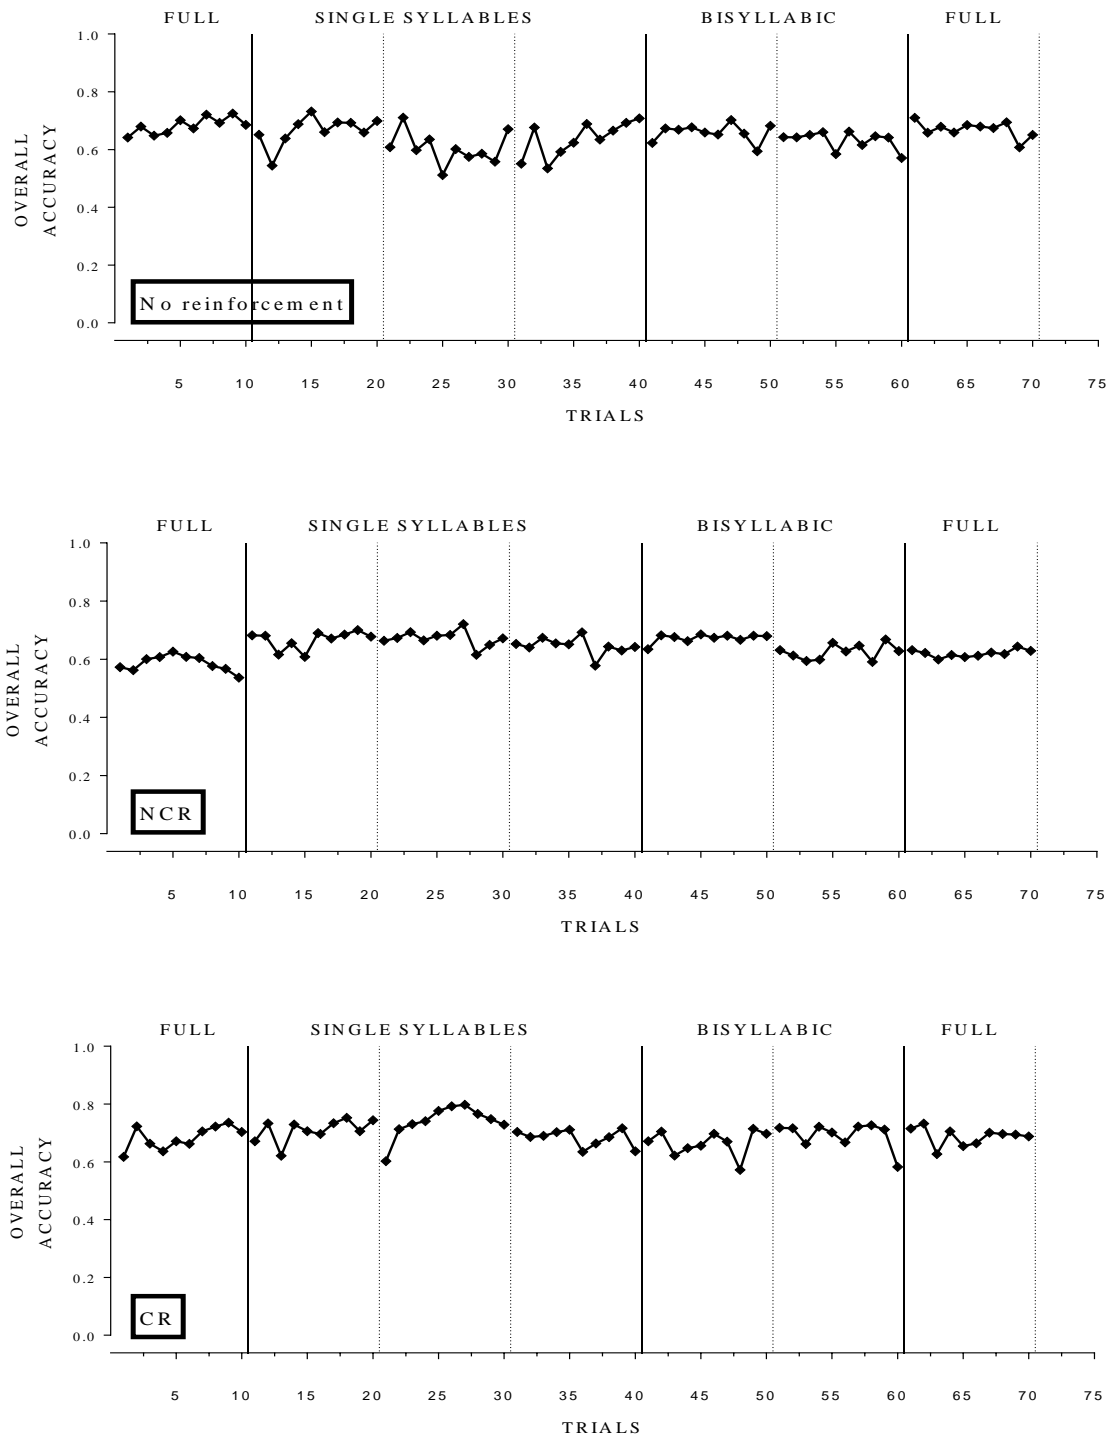 FULL SINGLE SYLLABLES BISYLLABIC FULL
1.0
0.8
0.6
0.4
0.2
0.0
OVERALL
ACCURACY
No reinforcement
5 10 15 20 25 30 35 40 45 50 55 60 65 70 75
TRIALS
FULL SINGLE SYLLABLES BISYLLABIC FULL
1.0
0.8
0.6
0.4
0.2
0.0
OVERALL
ACCURACY
NCR
5 10 15 20 25 30 35 40 45 50 55 60 65 70 75
TRIALS
FULL SINGLE SYLLABLES BISYLLABIC FULL
1.0
0.8
0.6
0.4
0.2
0.0
OVERALL
ACCURACY
CR
5 10 15 20 25 30 35 40 45 50 55 60 65 70 75
TRIALS